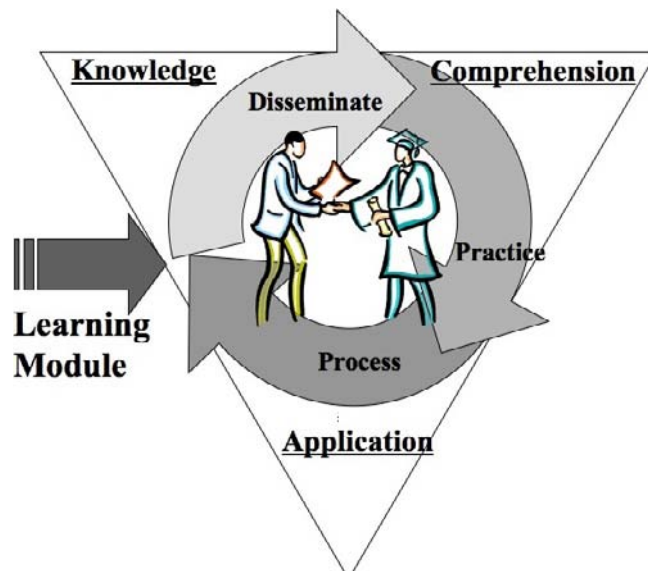 Knowledge
Comprehension
Disseminate
Practice
Learning
Module
Process
Application